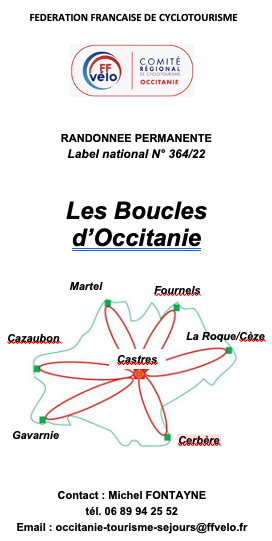 FEDERATION FRANCAISE DE CYCLOTOURISME
FF
vélo
COMITÉ
RÉGIONAL
DE CYCLOTOURISME
OCCITANIE
RANDONNEE PERMANENTE
Label national N° 364/22
Les Boucles
d’Occitanie
Martel
Fournels
La Roque/Cèze
Cazaubon
Castres
Gavarnie
Cerbère
Contact : Michel FONTAYNE
tél. 06 89 94 25 52
Email : occitanie-tourisme-sejours@ffvelo.fr